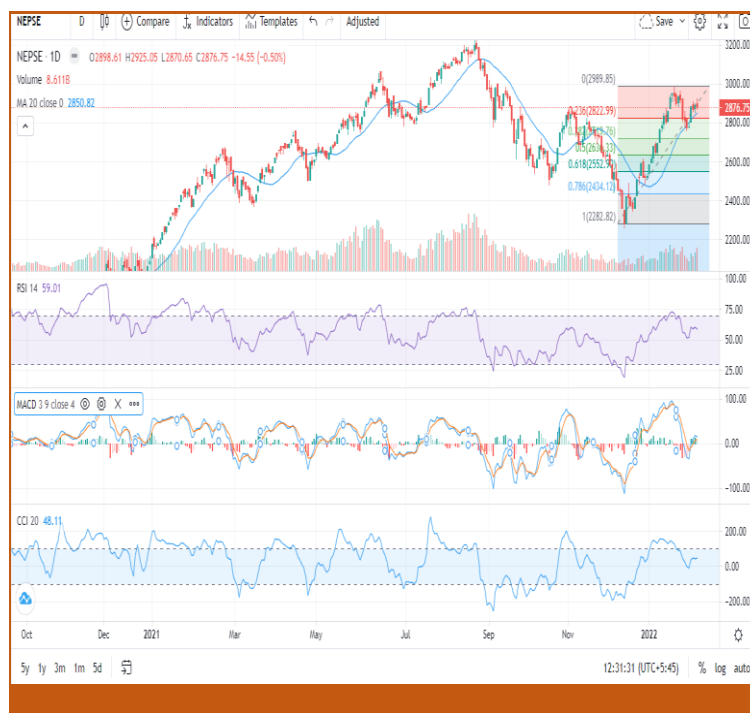 NEPSE D Compare Indicators Templates Adjusted Save
NEPSE · 1D O2898.61 H2925.05 L2870.65 C2876.75 −14.55 (−0.50%)
Volume 8.611B
MA 20 close 0 2850.82
3200.00
3000.00
2876.75
2800.00
2600.00
2400.00
2200.00
0(2989.85)
0.236(2822.99)
0.5(2636.33)
0.786(2434.12)
1(2282.82)
RSI 14 59.01
100.00
75.00
50.00
25.00
MACD 3 9 close 4
100.00
0.00
−100.00
CCI 20 48.11
200.00
0.00
−200.00
Oct Dec 2021 Mar May Jul Sep Nov 2022
5y 1y 3m 1m 5d 12:31:31 (UTC+5:45) % log auto